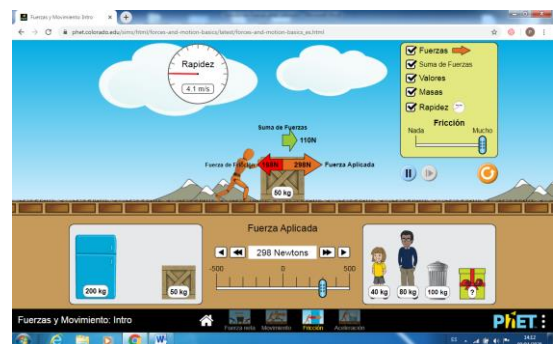 Fuerzas y Movimiento: Intro
phet.colorado.edu/sims/html/forces-and-motion-basics/latest/forces-and-motion-basics_es.html
Rapidez
4.1 m/s
Fuerzas
Suma de Fuerzas
Valores
Masas
Rapidez
Fricción
Nada Mucho
Suma de Fuerzas
110N
Fuerza de Fricción 188N 298N Fuerza Aplicada
50 kg
Fuerza Aplicada
298 Newtons
-500 0 500
200 kg
50 kg
40 kg
80 kg
100 kg
?
Fuerzas y Movimiento: Intro
Fuerza neta Movimiento Fricción Aceleración
PhET
ES
14:12